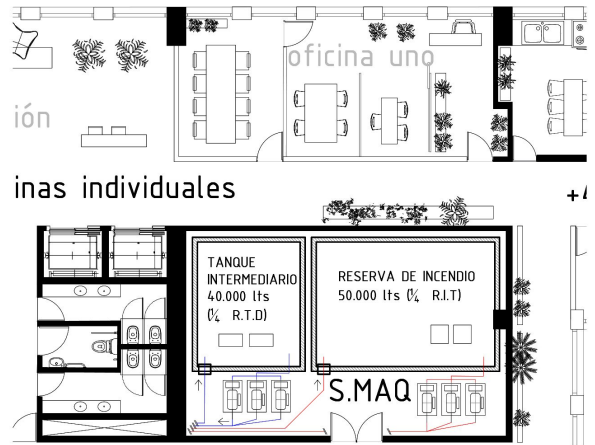 oficina uno
ión
inas individuales
TANQUE
INTERMEDIARIO
40.000 lts
(¼ R.T.D)
RESERVA DE INCENDIO
50.000 lts (¼ R.I.T)
S.MAQ